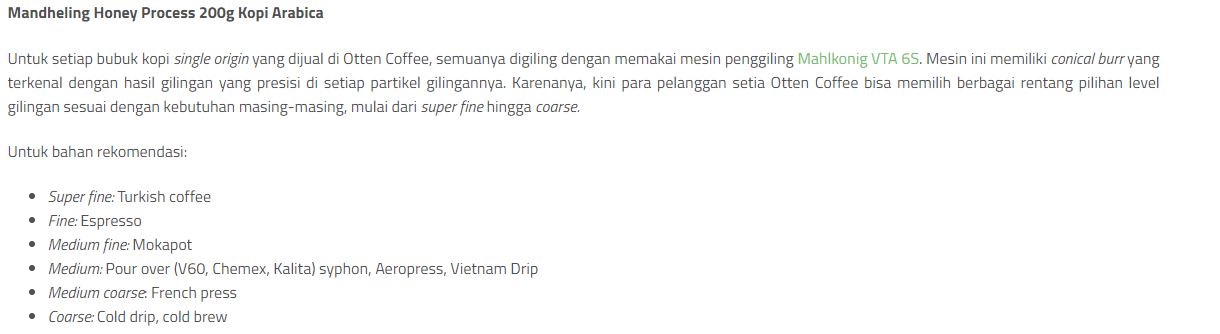 Mandheling Honey Process 200g Kopi Arabica
Untuk setiap bubuk kopi single origin yang dijual di Otten Coffee, semuanya digiling dengan memakai mesin penggiling Mahlkonig VTA 6S. Mesin ini memiliki conical burr yang
terkenal dengan hasil gilingan yang presisi di setiap partikel gilingannya. Karenanya, kini para pelanggan setia Otten Coffee bisa memilih berbagai rentang pilihan level
gilingan sesuai dengan kebutuhan masing-masing, mulai dari super fine hingga coarse.
Untuk bahan rekomendasi:
• Super fine: Turkish coffee
• Fine: Espresso
• Medium fine: Mokapot
• Medium: Pour over (V60, Chemex, Kalita) syphon, Aeropress, Vietnam Drip
• Medium coarse: French press
• Coarse: Cold drip, cold brew